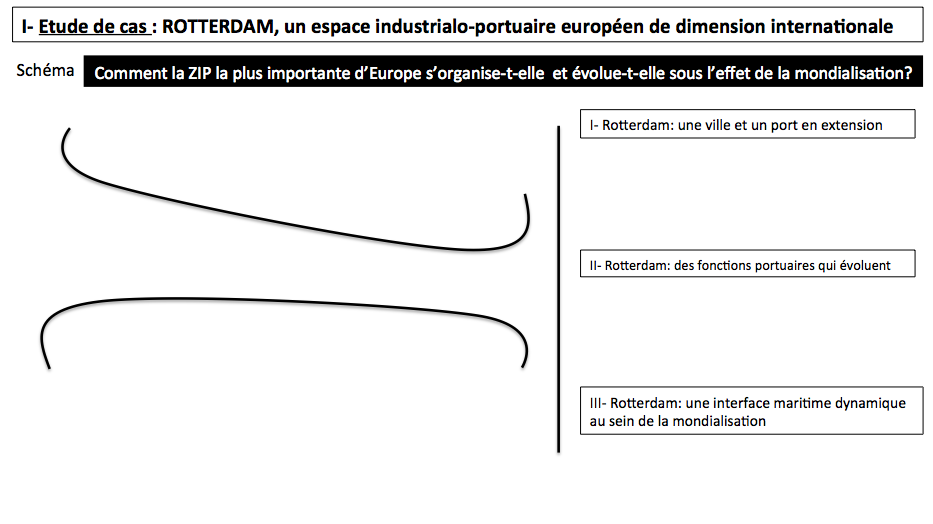 I- Etude de cas : ROTTERDAM, un espace industrialo-portuaire européen de dimension internationale
Schéma
Comment la ZIP la plus importante d’Europe s’organise-t-elle et évolue-t-elle sous l’effet de la mondialisation?
I- Rotterdam: une ville et un port en extension
II- Rotterdam: des fonctions portuaires qui évoluent
III- Rotterdam: une interface maritime dynamique
au sein de la mondialisation